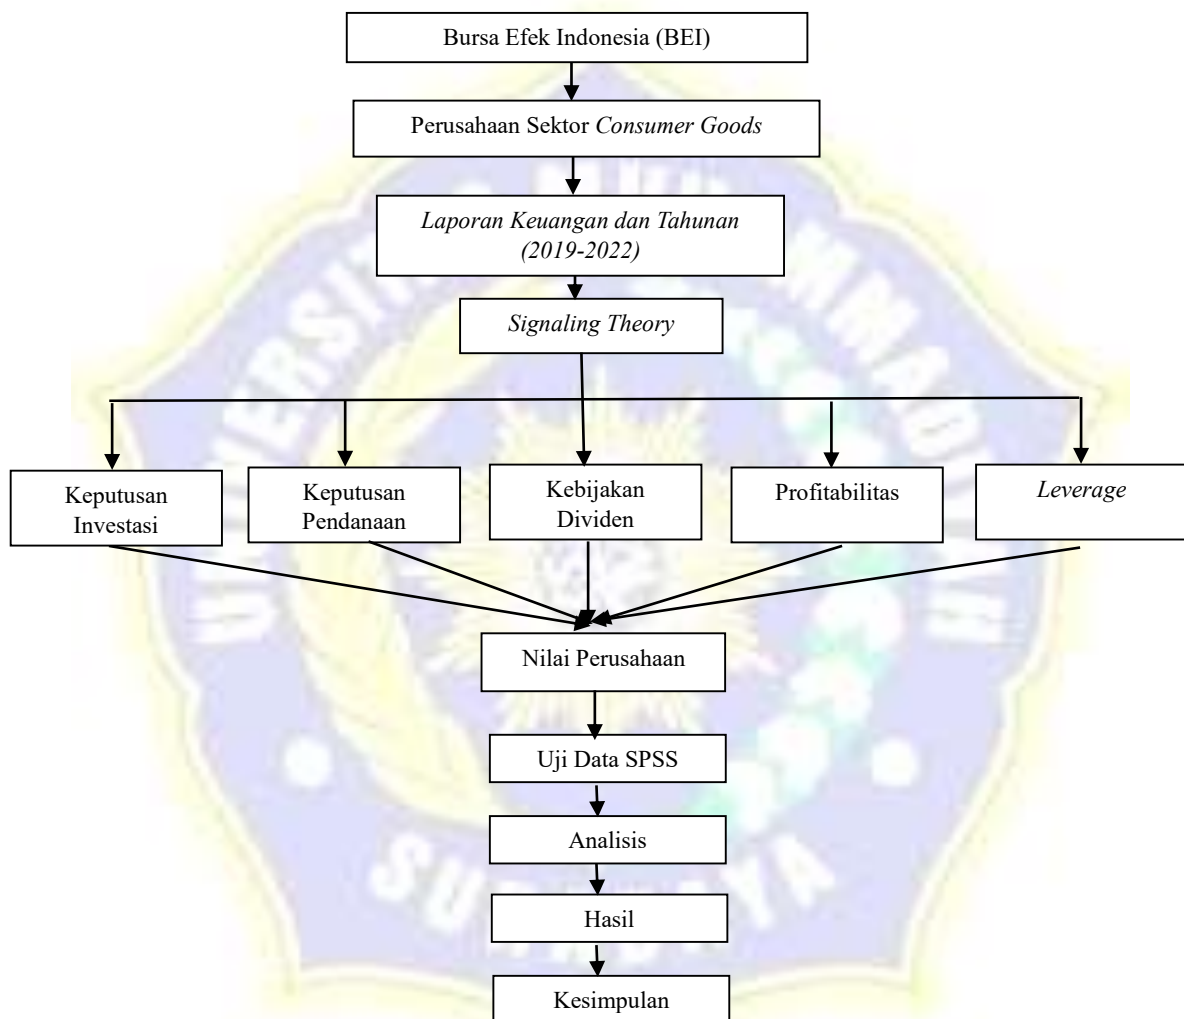 Bursa Efek Indonesia (BEI)
Perusahaan Sektor Consumer Goods
Laporan Keuangan dan Tahunan
(2019-2022)
Signaling Theory
Keputusan
Investasi
Keputusan
Pendanaan
Kebijakan
Dividen
Profitabilitas
Leverage
Nilai Perusahaan
Uji Data SPSS
Analisis
Hasil
Kesimpulan